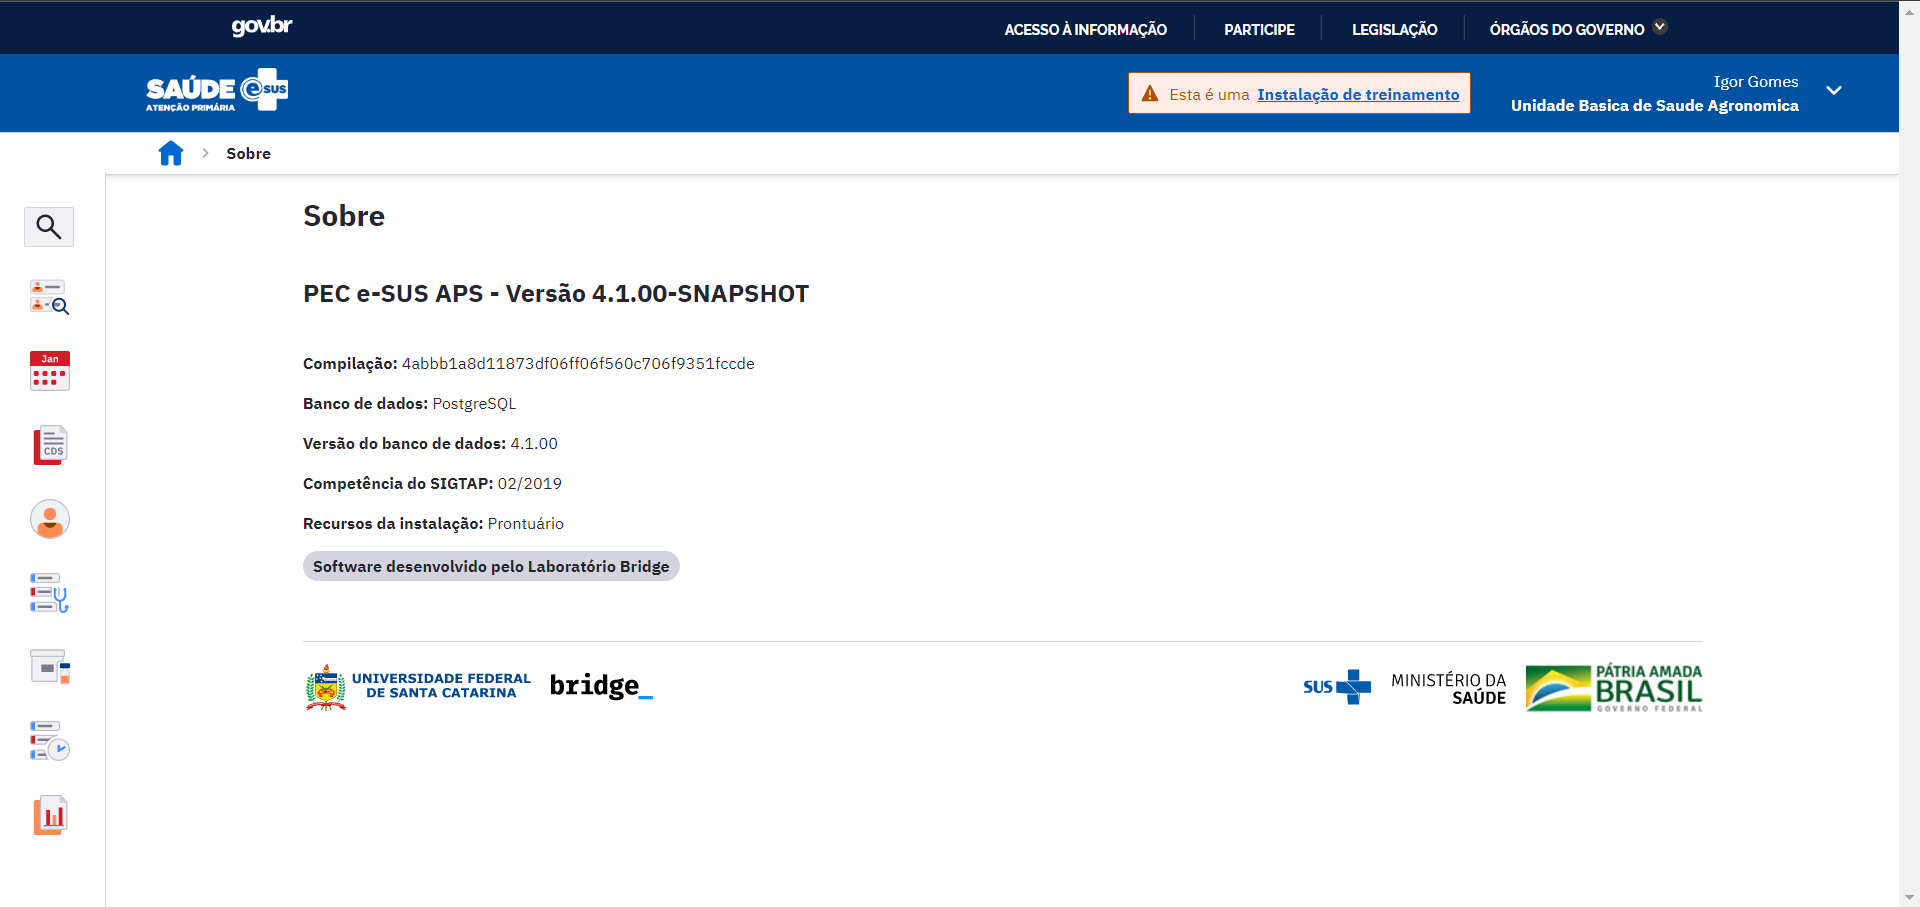 gov.br
ACESSO À INFORMAÇÃO
PARTICIPE
LEGISLAÇÃO
ÓRGÃOS DO GOVERNO
SAÚDE e SUS
ATENÇÃO PRIMÁRIA
Esta é uma Instalação de treinamento
Igor Gomes
Unidade Basica de Saude Agronomica
Sobre
Sobre
PEC e-SUS APS - Versão 4.1.00-SNAPSHOT
Jan
CDS
Compilação: 4abbb1a8d11873df06ff06f560c706f9351fccde
Banco de dados: PostgreSQL
Versão do banco de dados: 4.1.00
Competência do SIGTAP: 02/2019
Recursos da instalação: Prontuário
Software desenvolvido pelo Laboratório Bridge
UNIVERSIDADE FEDERAL
DE SANTA CATARINA
bridge_
SUS
MINISTÉRIO DA
SAÚDE
PÁTRIA AMADA
BRASIL
GOVERNO FEDERAL